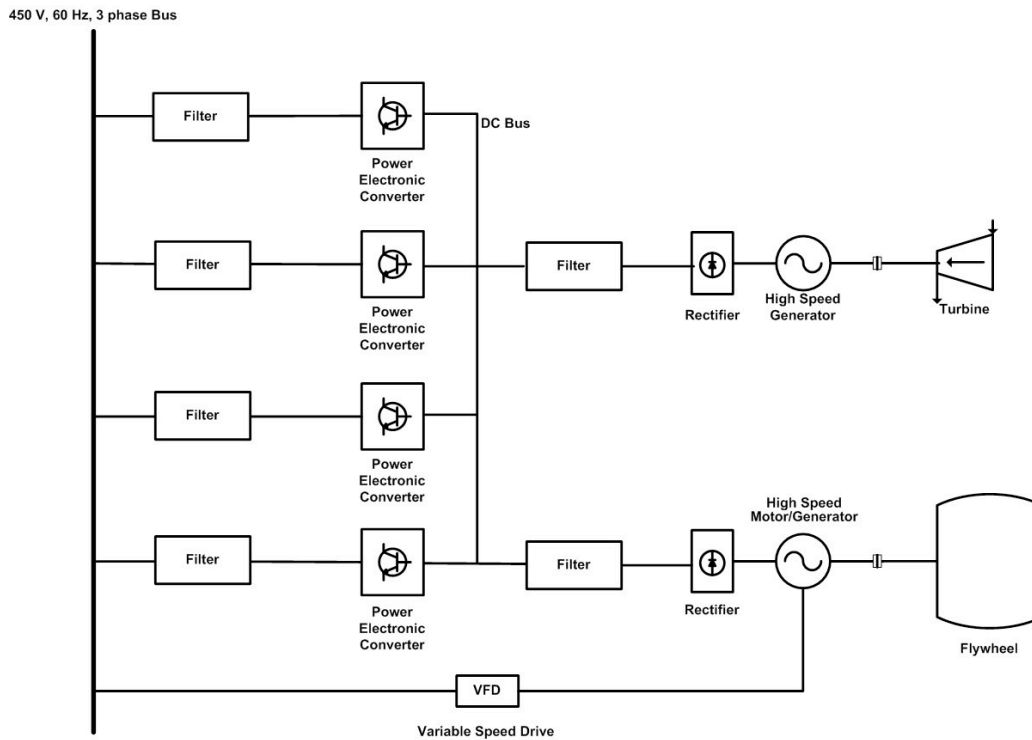 450 V, 60 Hz, 3 phase Bus
Filter
DC Bus
Power
Electronic
Converter
Filter
Power
Electronic
Converter
Filter
Rectifier
High Speed
Generator
Turbine
Filter
Power
Electronic
Converter
High Speed
Motor/Generator
Filter
Power
Electronic
Converter
Filter
Rectifier
Flywheel
VFD
Variable Speed Drive